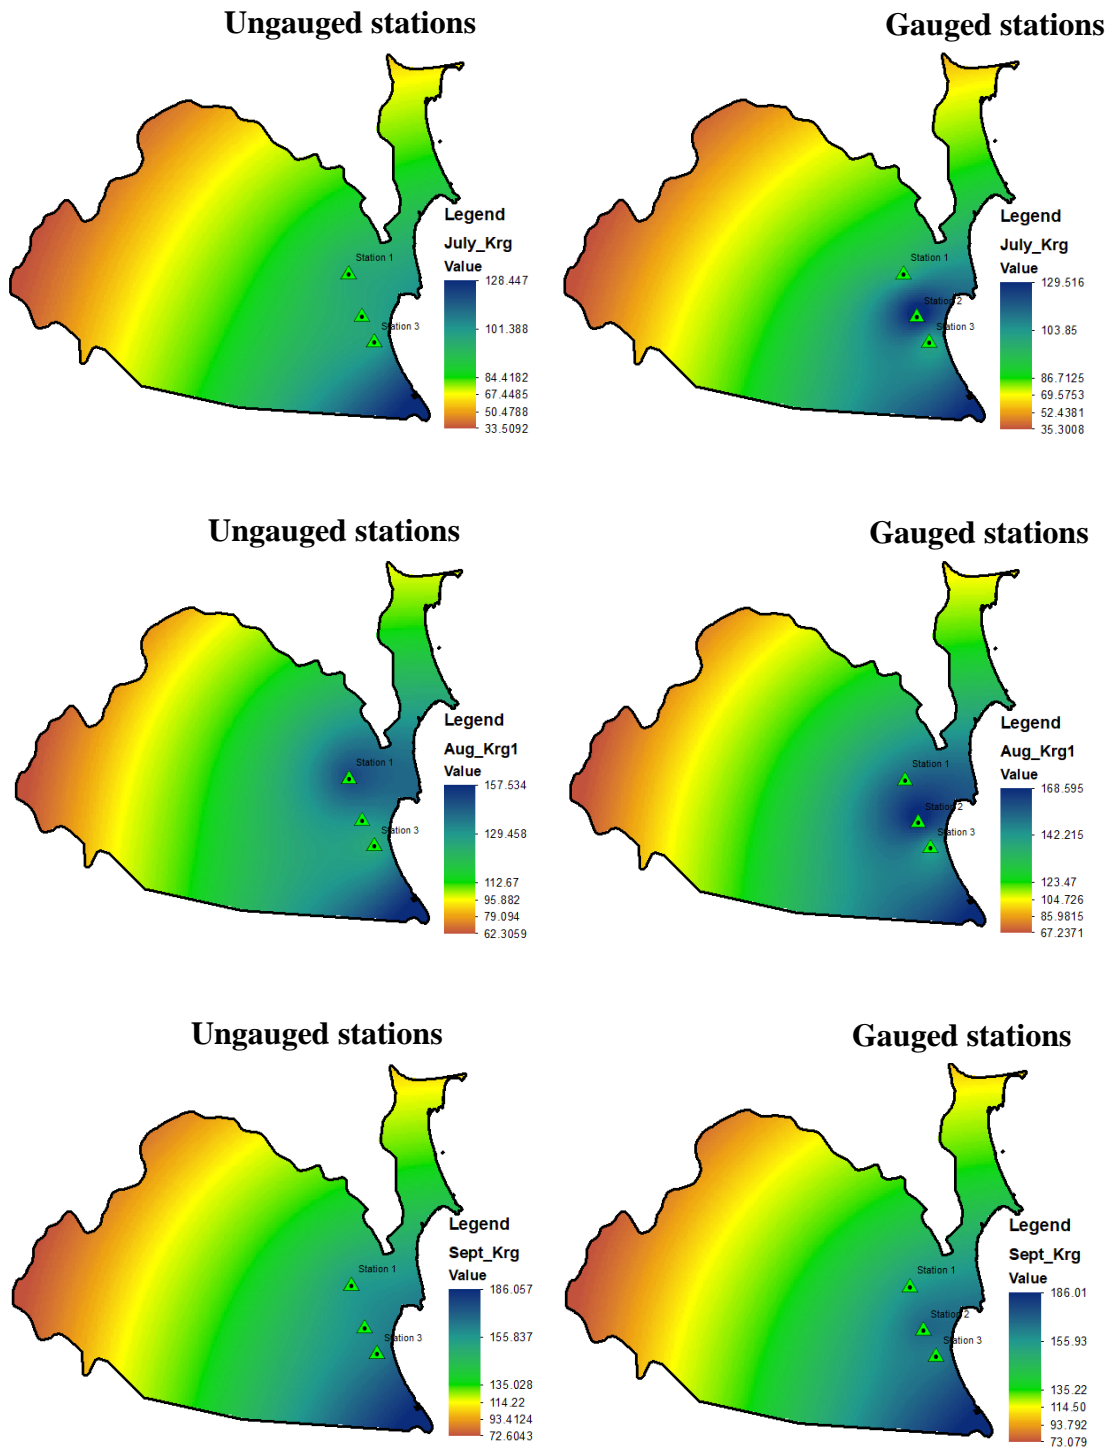 Ungauged stations
Gauged stations
Station 1
Station 3
Legend
July_Krg
Value
128.447
101.388
84.4182
67.4485
50.4788
33.5092
Station 1
Station 2
Station 3
Legend
July_Krg
Value
129.516
103.85
86.7125
69.5753
52.4381
35.3008
Ungauged stations
Gauged stations
Station 1
Station 3
Legend
Aug_Krg1
Value
157.534
129.458
112.67
95.882
79.094
62.3059
Station 1
Station 2
Station 3
Legend
Aug_Krg1
Value
168.595
142.215
123.47
104.726
85.9815
67.2371
Ungauged stations
Gauged stations
Station 1
Station 3
Legend
Sept_Krg
Value
186.057
155.837
135.028
114.22
93.4124
72.6043
Station 1
Station 2
Station 3
Legend
Sept_Krg
Value
186.01
155.93
135.22
114.50
93.792
73.079